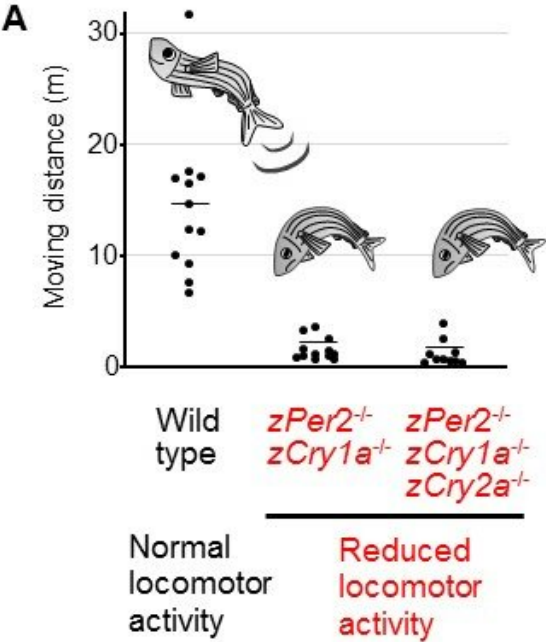 A
Moving distance (m)
30
20
10
0
Wild
type
zPer2-/-
zCry1a-/-
zPer2-/-
zCry1a-/-
zCry2a-/-
Normal
locomotor
activity
Reduced
locomotor
activity